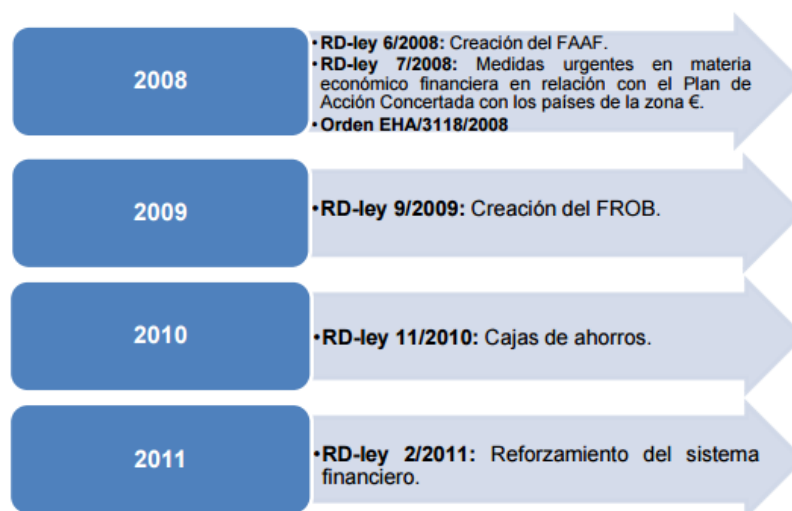 2008
•RD-ley 6/2008: Creación del FAAF.
•RD-ley 7/2008: Medidas urgentes en materia
económico financiera en relación con el Plan de
Acción Concertada con los países de la zona €.
•Orden EHA/3118/2008
2009
•RD-ley 9/2009: Creación del FROB.
2010
•RD-ley 11/2010: Cajas de ahorros.
2011
•RD-ley 2/2011: Reforzamiento del sistema
financiero.